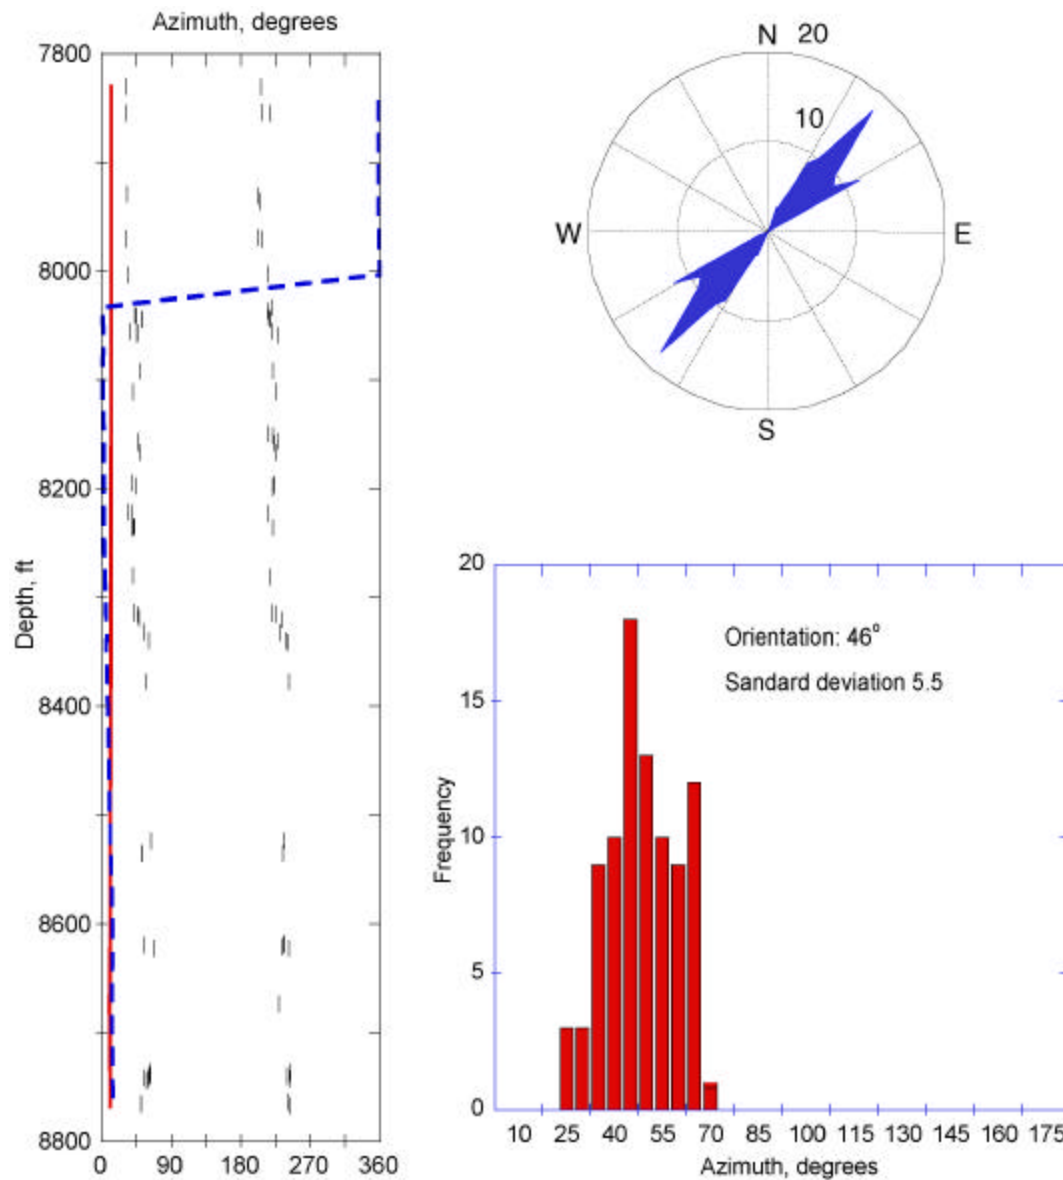 Azimuth, degrees
7800
8000
8200
8400
8600
8800
Depth, ft
0 90 180 270 360
N 20
10
W E
S
20
15
10
5
0
Frequency
Orientation: 46°
Sandard deviation 5.5
10 25 40 55 70 85 100 115 130 145 160 175
Azimuth, degrees